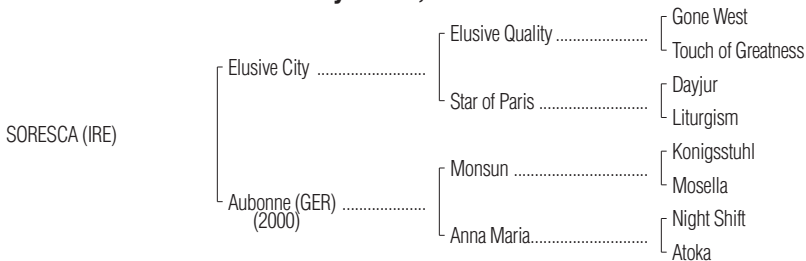 Gone West
Elusive Quality ......................
Touch of Greatness
Elusive City ..........................
Dayjur
Star of Paris ..........................
Liturgism
SORESCA (IRE)
Konigsstuhl
Monsun ................................
Mosella
Aubonne (GER) ....................
(2000)
Night Shift
Anna Maria............................
Atoka